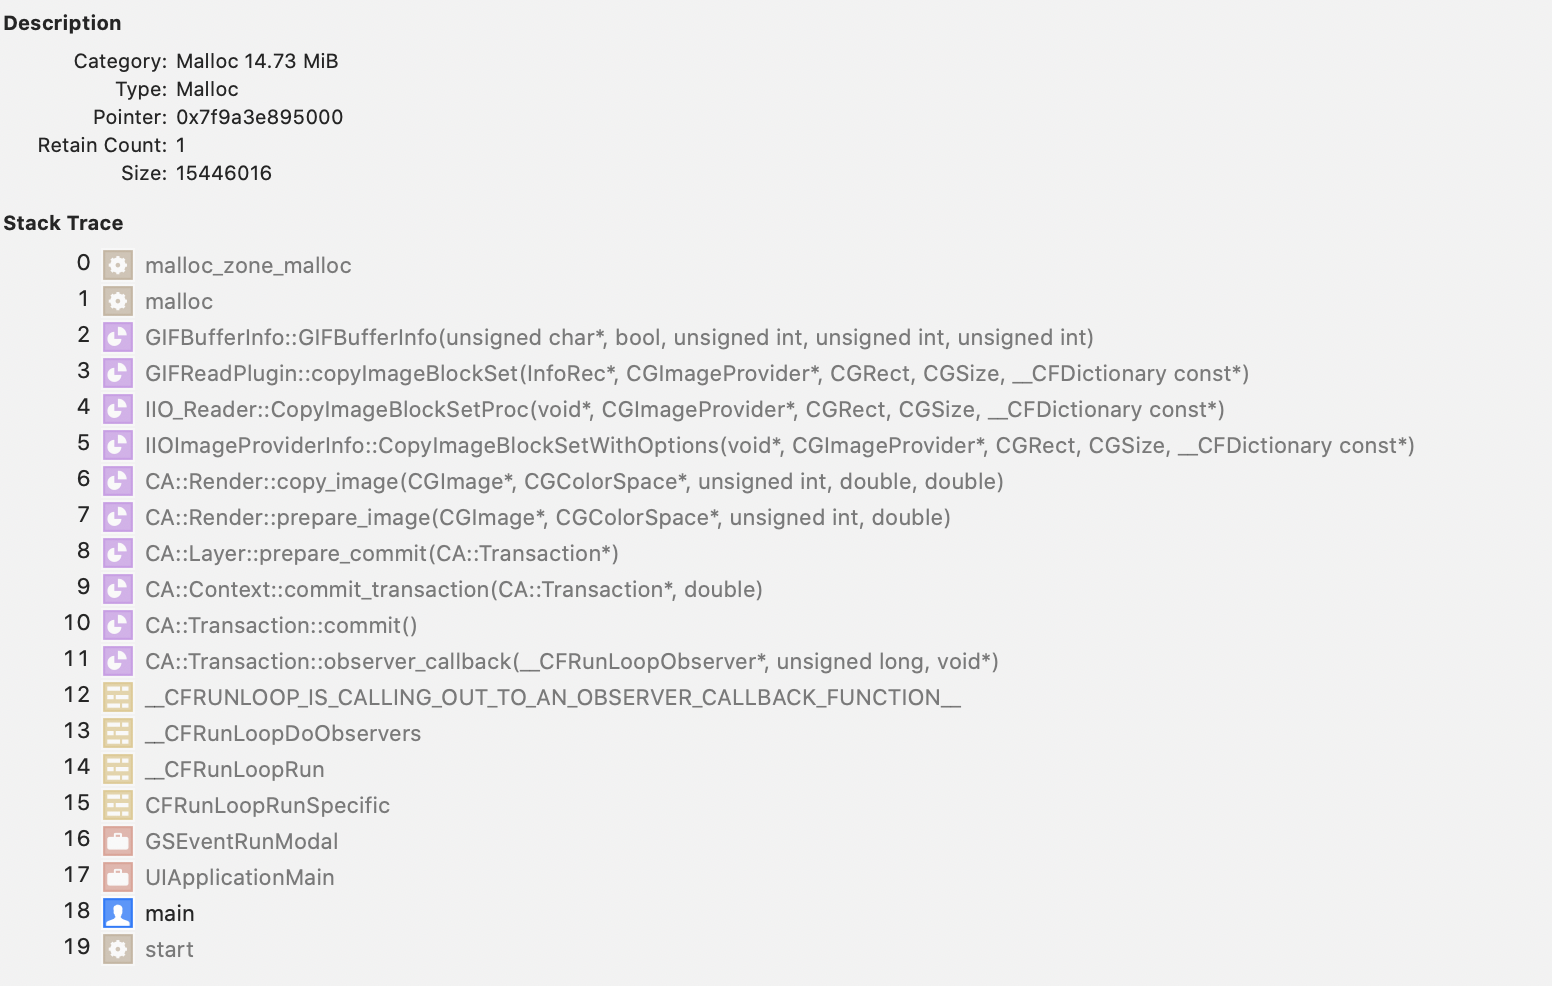 Description
Category: Malloc 14.73 MiB
Type: Malloc
Pointer: 0x7f9a3e895000
Retain Count: 1
Size: 15446016
Stack Trace
0 malloc_zone_malloc
1 malloc
2 GIFBufferInfo::GIFBufferInfo(unsigned char*, bool, unsigned int, unsigned int, unsigned int)
3 GIFReadPlugin::copyImageBlockSet(InfoRec*, CGImageProvider*, CGRect, CGSize, __CFDictionary const*)
4 IIO_Reader::CopyImageBlockSetProc(void*, CGImageProvider*, CGRect, CGSize, __CFDictionary const*)
5 IIOImageProviderInfo::CopyImageBlockSetWithOptions(void*, CGImageProvider*, CGRect, CGSize, __CFDictionary const*)
6 CA::Render::copy_image(CGImage*, CGColorSpace*, unsigned int, double, double)
7 CA::Render::prepare_image(CGImage*, CGColorSpace*, unsigned int, double)
8 CA::Layer::prepare_commit(CA::Transaction*)
9 CA::Context::commit_transaction(CA::Transaction*, double)
10 CA::Transaction::commit()
11 CA::Transaction::observer_callback(__CFRunLoopObserver*, unsigned long, void*)
12 __CFRUNLOOP_IS_CALLING_OUT_TO_AN_OBSERVER_CALLBACK_FUNCTION__
13 __CFRunLoopDoObservers
14 __CFRunLoopRun
15 CFRunLoopRunSpecific
16 GSEventRunModal
17 UIApplicationMain
18 main
19 start